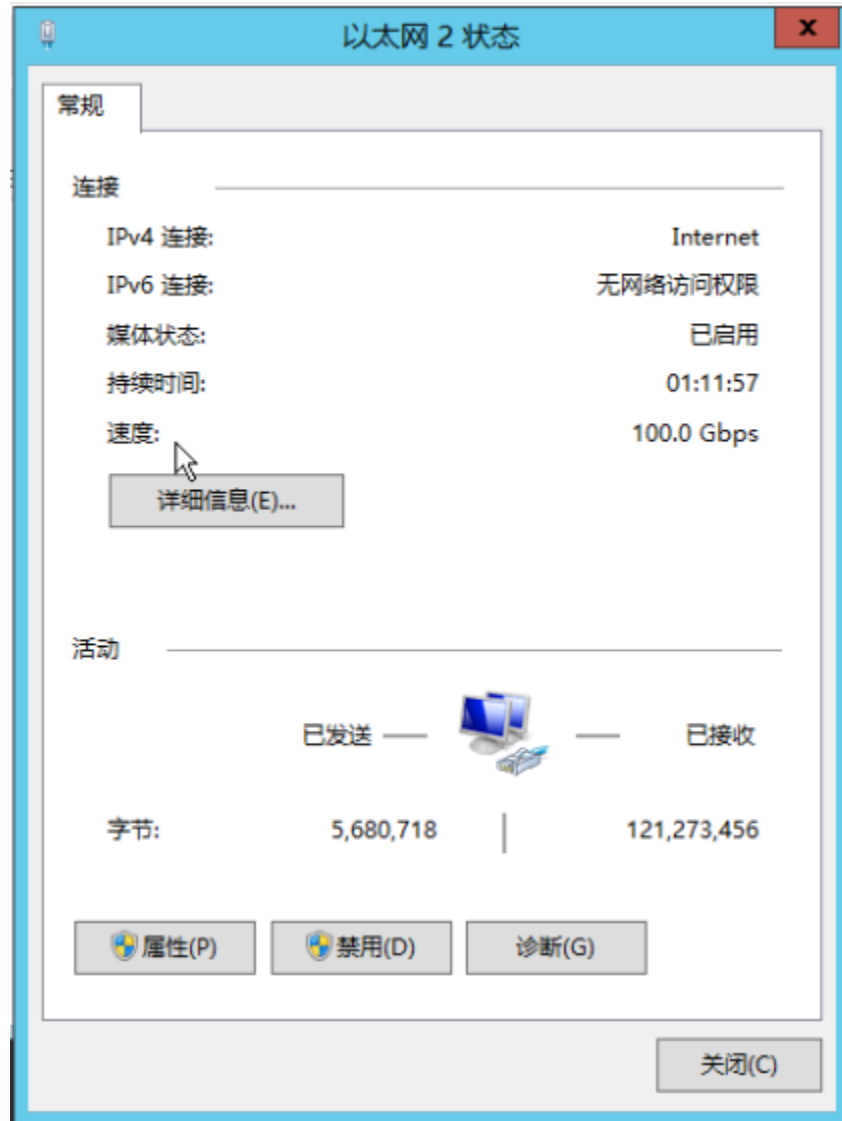 以太网 2 状态
x
常规
连接
IPv4 连接: Internet
IPv6 连接: 无网络访问权限
媒体状态: 已启用
持续时间: 01:11:57
速度: 100.0 Gbps
详细信息(E)...
活动
已发送 — — 已接收
字节: 5,680,718 | 121,273,456
属性(P) 禁用(D) 诊断(G)
关闭(C)